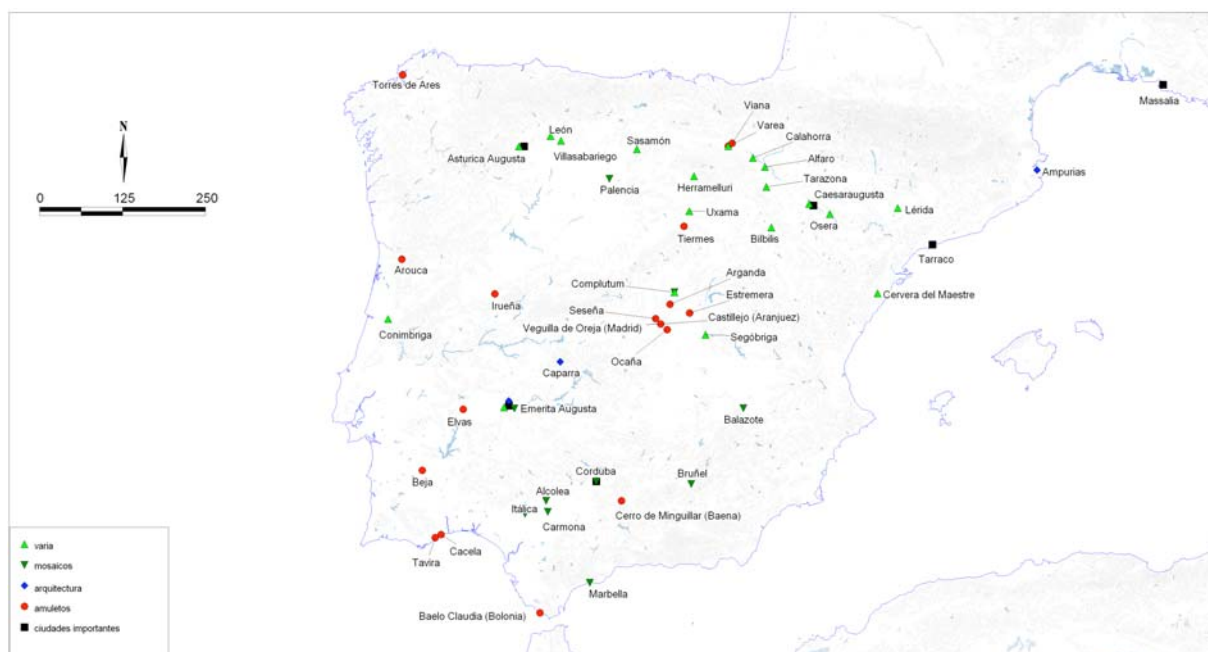 Torres de Ares
Massalia
Viana
Varea
León
Calahorra
Sasamón
Asturica Augusta
Villasabariego
Alfaro
N
Ampurias
Tarazona
Palencia
Herramelluri
Caesaraugusta
0 125 250
Lérida
Uxama
Osera
Tiermes
Bilbilis
Tarraco
Arouca
Arganda
Complutum
Estremera
Cervera del Maestre
Irueña
Seseña
Castillejo (Aranjuez)
Veguilla de Oreja (Madrid)
Conimbriga
Segóbriga
Ocaña
Caparra
Emerita Augusta
Elvas
Balazote
Corduba
Bruñel
Beja
Alcolea
Itálica
Cerro de Minguillar (Baena)
Carmona
Cacela
Tavira
Marbella
Baelo Claudia (Bolonia)
varia
mosaicos
arquitectura
amuletos
ciudades importantes